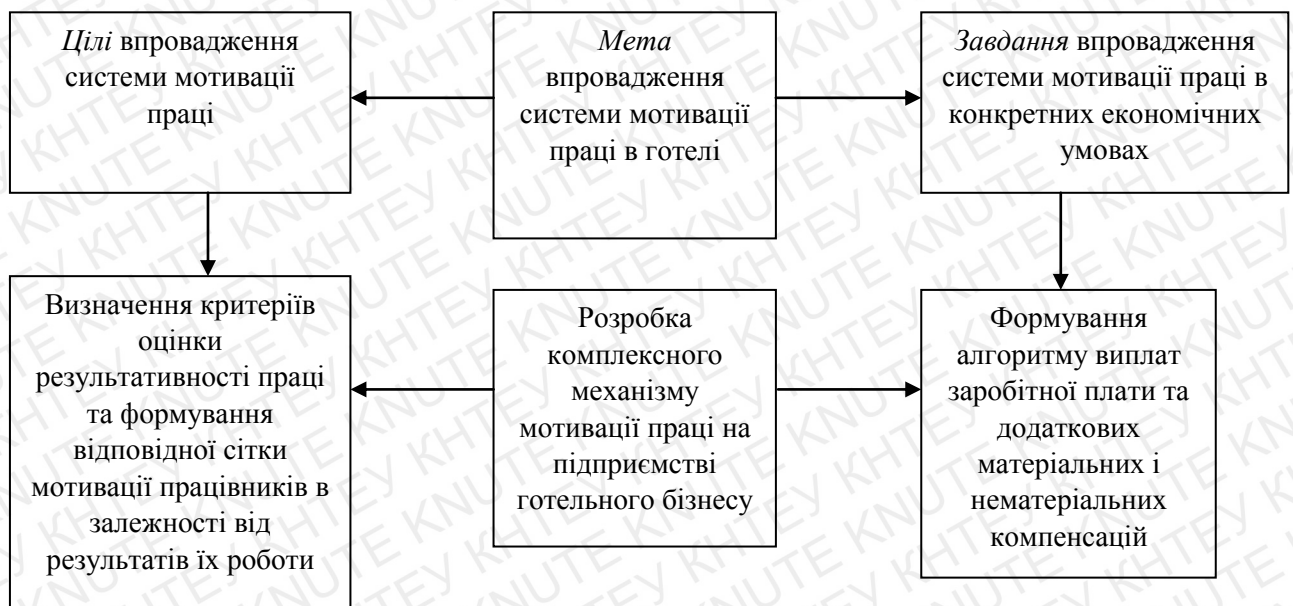 Цілі впровадження
системи мотивації
праці
Мета
впровадження
системи мотивації
праці в готелі
Завдання впровадження
системи мотивації праці в
конкретних економічних
умовах
Визначення критеріїв
оцінки
результативності праці
та формування
відповідної сітки
мотивації працівників в
залежності від
результатів їх роботи
Розробка
комплексного
механізму
мотивації праці на
підприємстві
готельного бізнесу
Формування
алгоритму виплат
заробітної плати та
додаткових
матеріальних і
нематеріальних
компенсацій